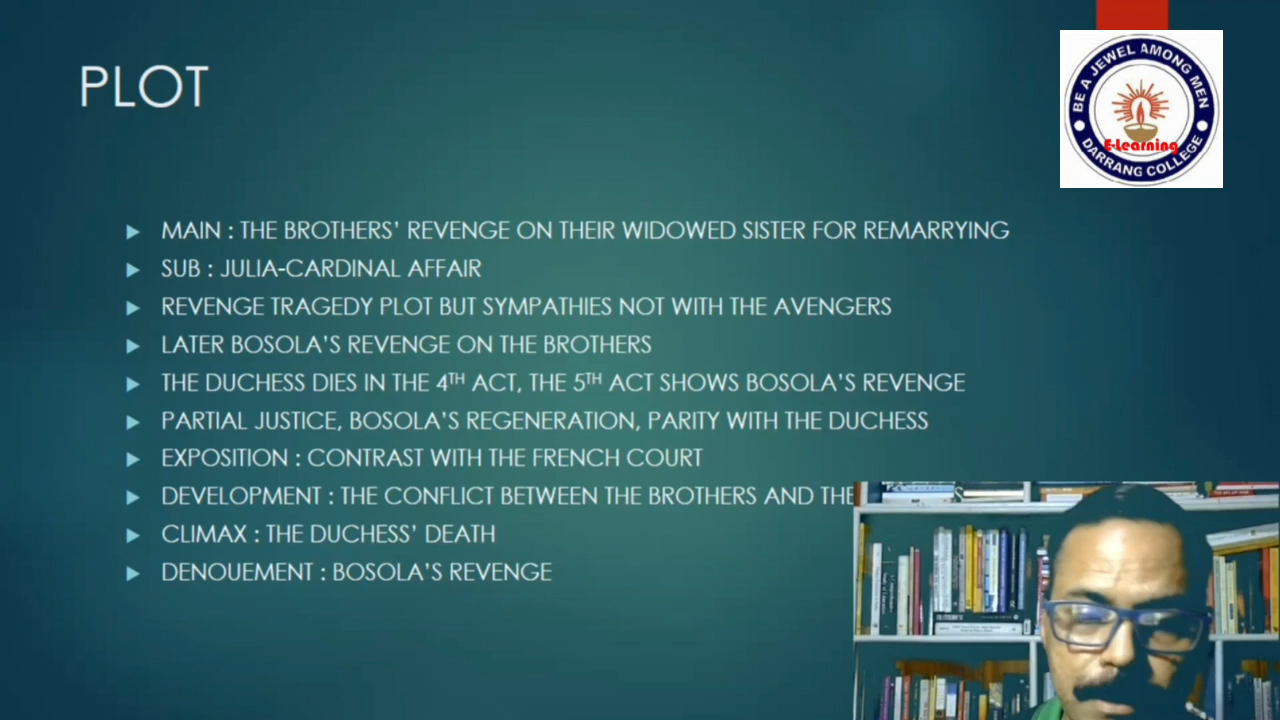 PLOT
BE A JEWEL AMONG MEN
E-Learning
DARRANG COLLEGE
MAIN : THE BROTHERS' REVENGE ON THEIR WIDOWED SISTER FOR REMARRYING
SUB : JULIA-CARDINAL AFFAIR
REVENGE TRAGEDY PLOT BUT SYMPATHIES NOT WITH THE AVENGERS
LATER BOSOLA'S REVENGE ON THE BROTHERS
THE DUCHESS DIES IN THE 4TH ACT, THE 5TH ACT SHOWS BOSOLA'S REVENGE
PARTIAL JUSTICE, BOSOLA'S REGENERATION, PARITY WITH THE DUCHESS
EXPOSITION : CONTRAST WITH THE FRENCH COURT
DEVELOPMENT : THE CONFLICT BETWEEN THE BROTHERS AND THE
CLIMAX : THE DUCHESS' DEATH
DENOUEMENT : BOSOLA'S REVENGE